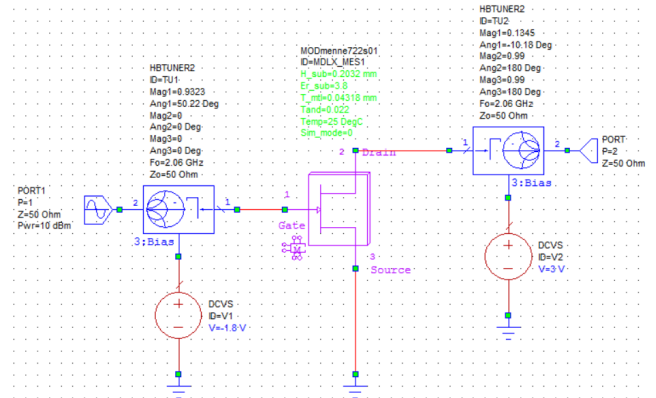 HBTUNER2
ID=TU2
Mag1=0.1345
Ang1=-10.18 Deg
Mag2=0.99
Ang2=180 Deg
Mag3=0.99
Ang3=180 Deg
Fo=2.06 GHz
Zo=50 Ohm
MODmenne722s01
ID=MDLX_MES1
H_sub=0.2032 mm
Er_sub=3.8
T_mtl=0.04318 mm
Tand=0.022
Temp=25 DegC
Sim_mode=0
HBTUNER2
ID=TU1
Mag1=0.9323
Ang1=50.22 Deg
Mag2=0
Ang2=0 Deg
Mag3=0
Ang3=0 Deg
Fo=2.06 GHz
Zo=50 Ohm
PORT
P=2
Z=50 Ohm
1
2
3:Bias
2 Drain
PORT1
P=1
Z=50 Ohm
Pwr=10 dBm
2
1
3:Bias
1
Gate
M
3
Source
DCVS
ID=V2
V=3 V
DCVS
ID=V1
V=-1.8 V